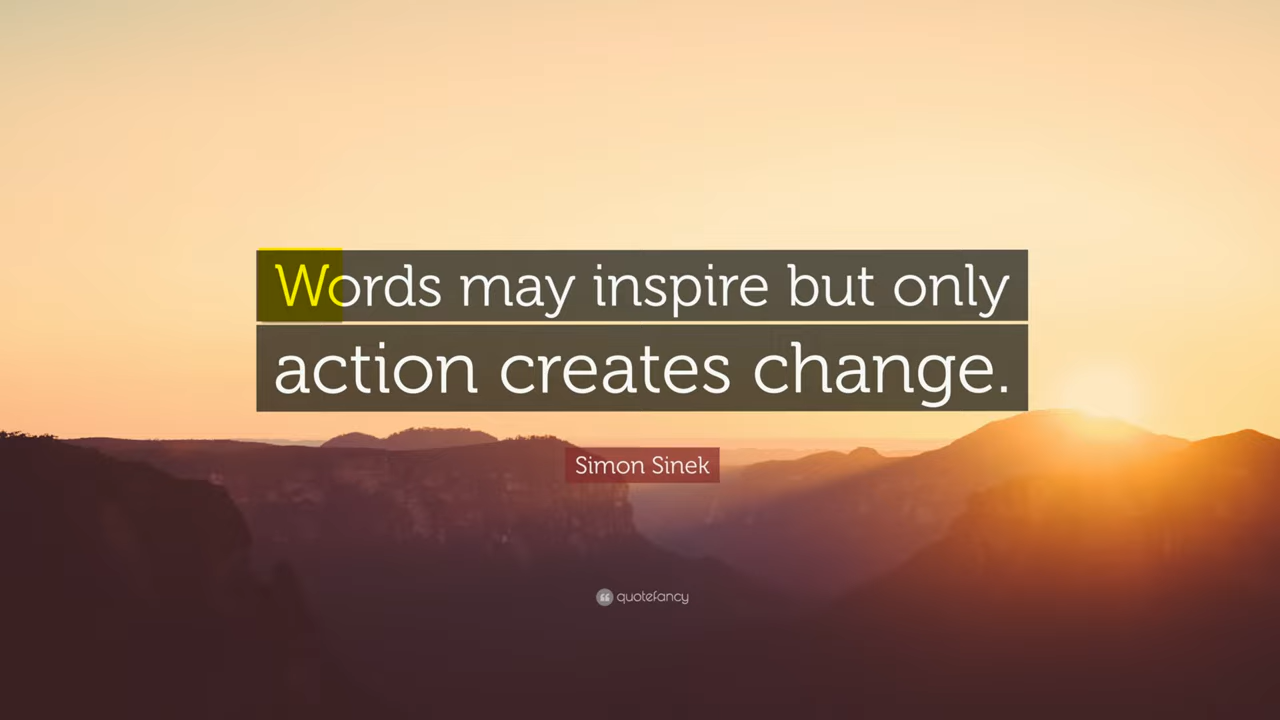 Words may inspire but only
action creates change.
Simon Sinek
quotefancy